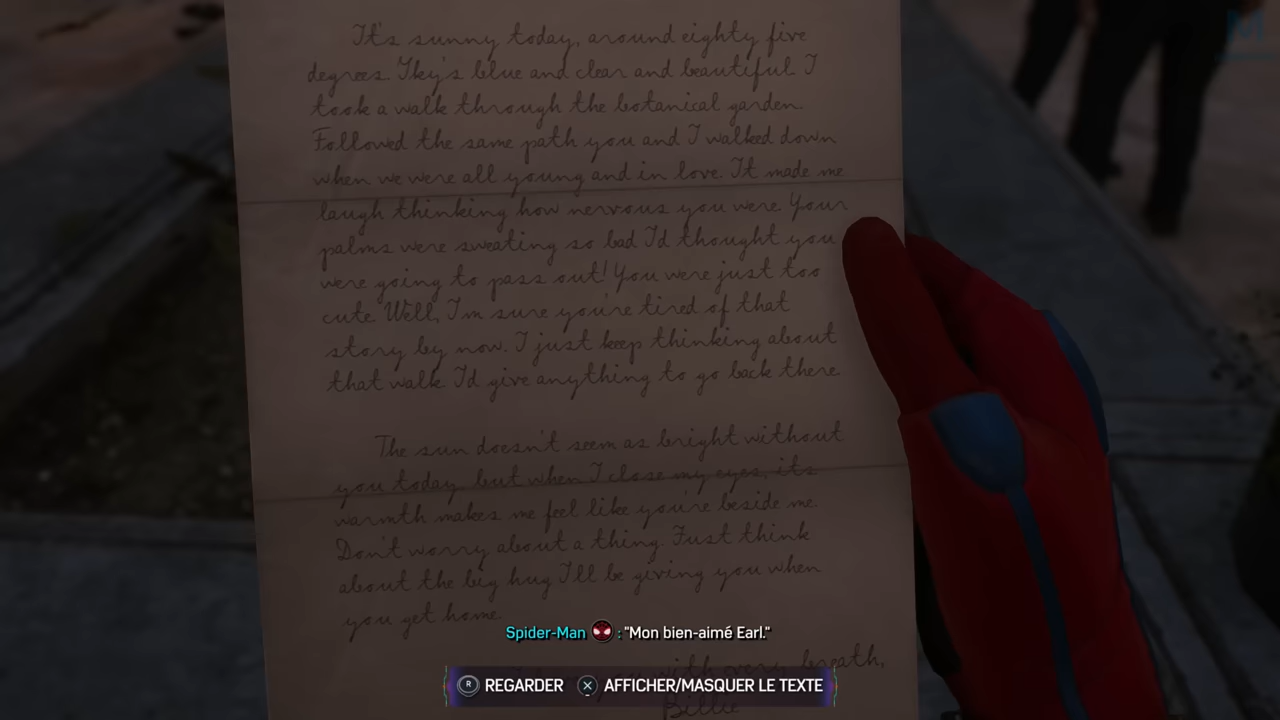 It's sunny today, around eighty five
degrees. Sky's blue and clear and beautiful. I
took a walk through the botanical garden.
Followed the same path you and I walked down
when we were all young and in love. It made me
laugh thinking how nervous you were. Your
palms were sweating so bad I'd thought you
were going to pass out! You were just too
cute. Well, I'm sure you're tired of that
story by now. I just keep thinking about
that walk. I'd give anything to go back there.
The sun doesn't seem as bright without
you today, but when I close my eyes, its
warmth makes me feel like you're beside me.
Don't worry about a thing. Just think
about the big hug I'll be giving you when
you get home.
Spider-Man : "Mon bien-aimé Earl."
with every breath,
R REGARDER X AFFICHER/MASQUER LE TEXTE
Billie